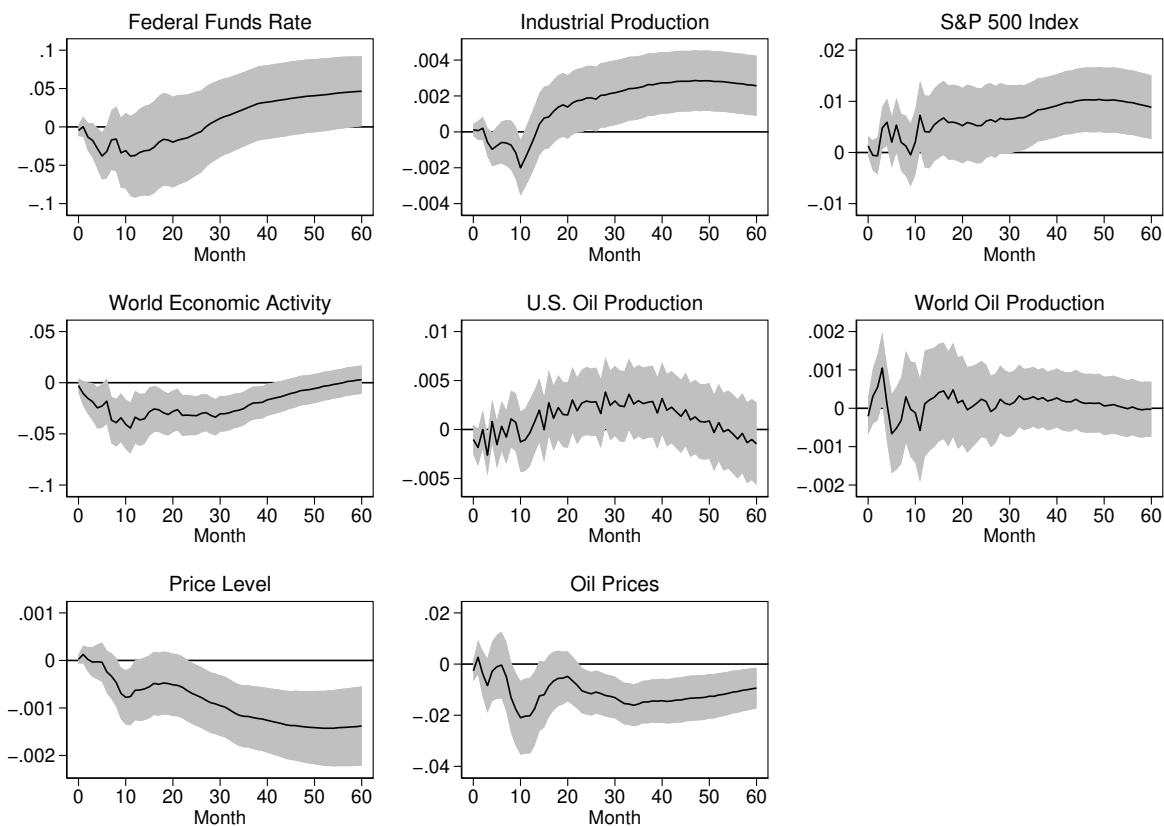 Federal Funds Rate
.1
.05
0
−.05
−.1
0 10 20 30 40 50 60
Month
Industrial Production
.004
.002
0
−.002
−.004
0 10 20 30 40 50 60
Month
S&P 500 Index
.02
.01
0
−.01
0 10 20 30 40 50 60
Month
World Economic Activity
.05
0
−.05
−.1
0 10 20 30 40 50 60
Month
U.S. Oil Production
.01
.005
0
−.005
0 10 20 30 40 50 60
Month
World Oil Production
.002
.001
0
−.001
−.002
0 10 20 30 40 50 60
Month
Price Level
.001
0
−.001
−.002
0 10 20 30 40 50 60
Month
Oil Prices
.02
0
−.02
−.04
0 10 20 30 40 50 60
Month